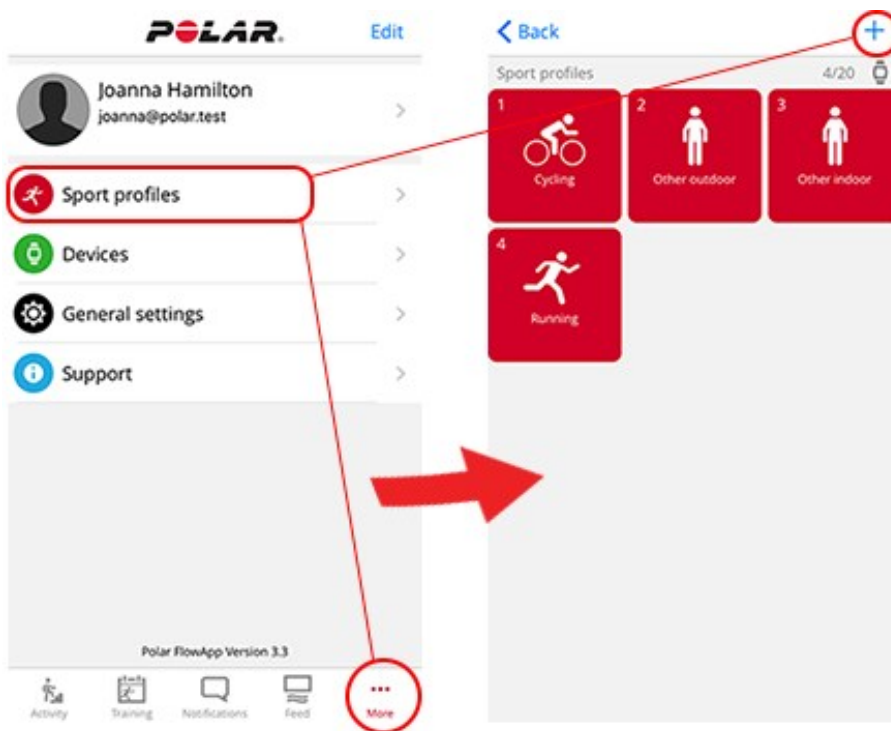 POLAR.
Edit
Joanna Hamilton
joanna@polar.test
Sport profiles
Devices
General settings
Support
Polar FlowApp Version 3.3
Activity
Training
Notifications
Feed
More
Back
Sport profiles
4/20
1
Cycling
2
Other outdoor
3
Other indoor
4
Running